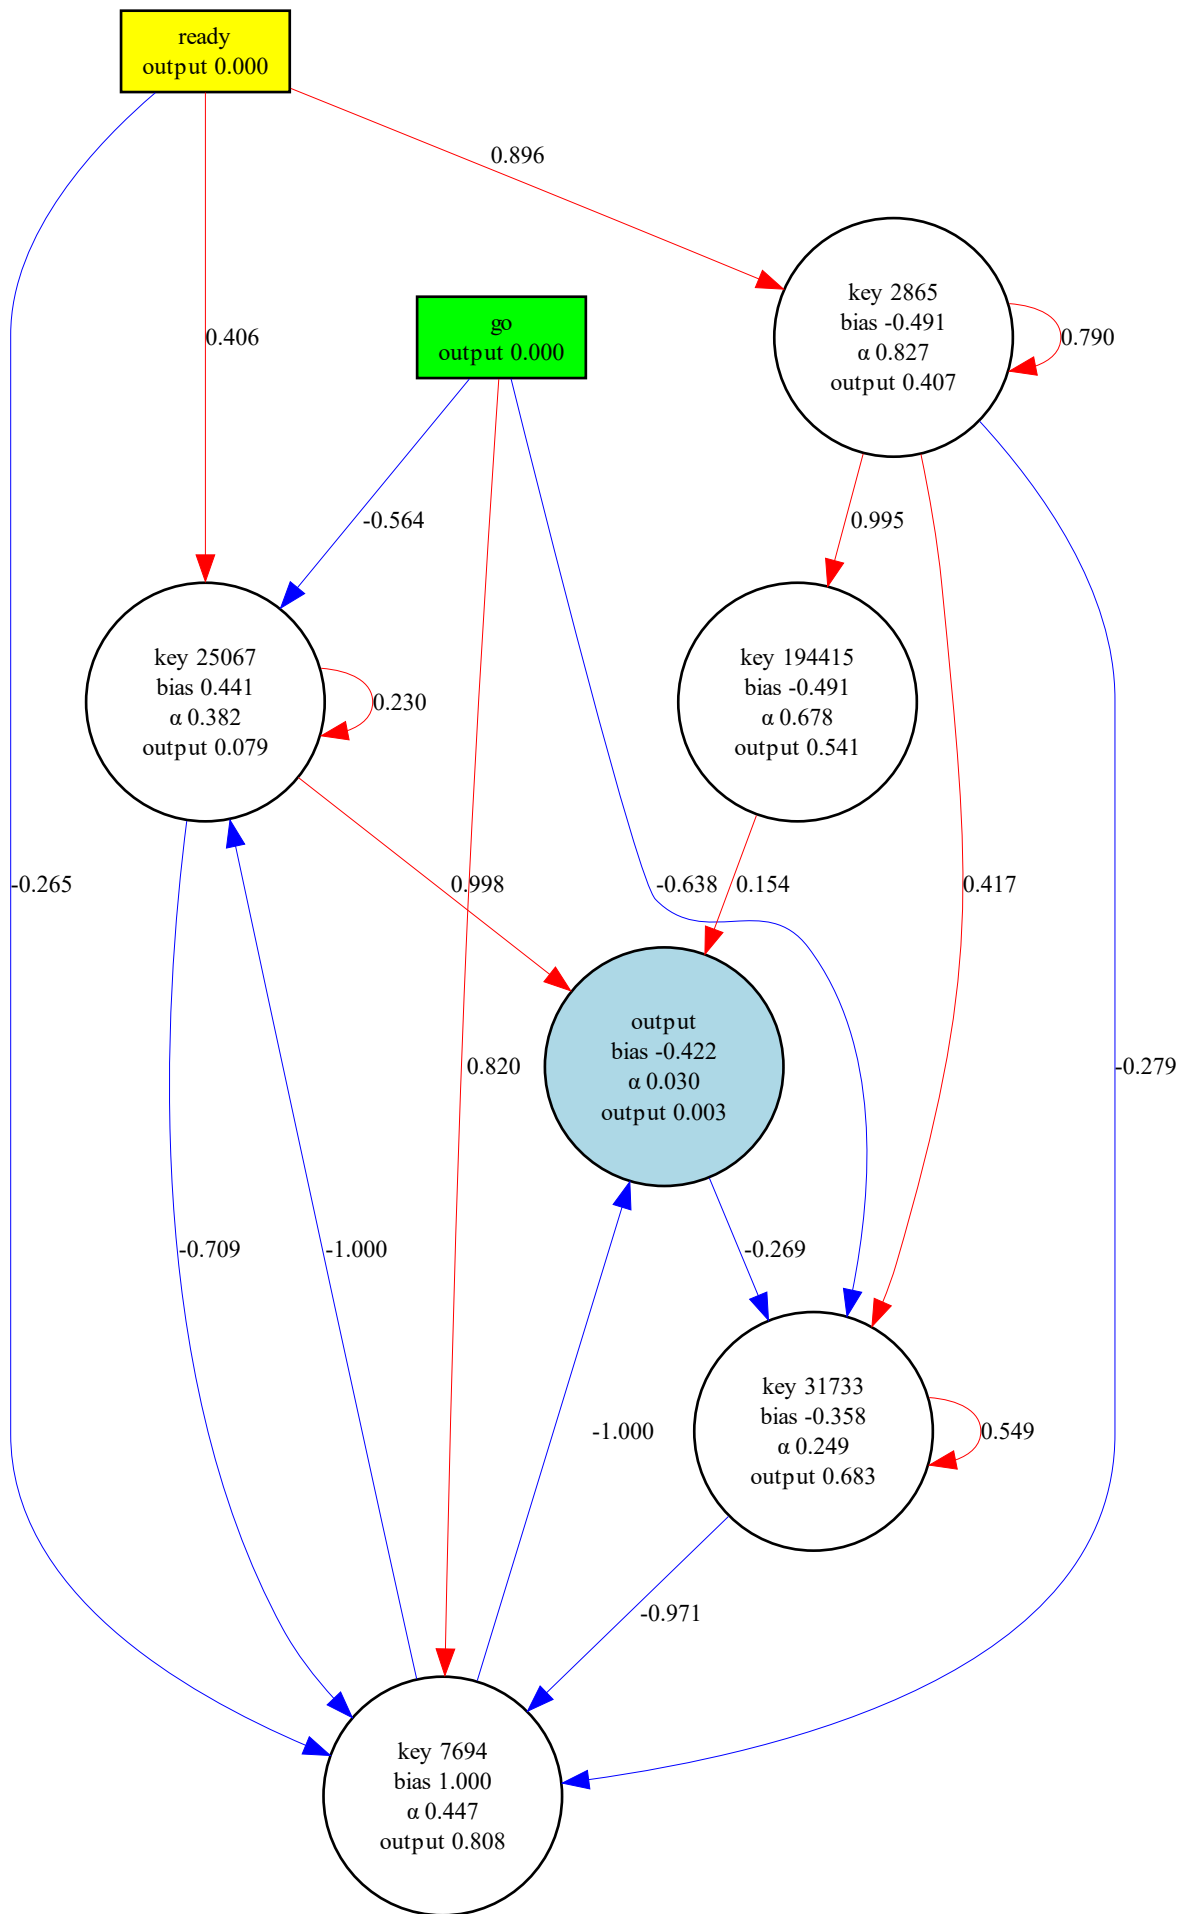 ready
output 0.000
0.896
key 2865
bias -0.491
α 0.827
output 0.407
0.790
go
output 0.000
0.406
-0.564
0.995
key 25067
bias 0.441
α 0.382
output 0.079
0.230
key 194415
bias -0.491
α 0.678
output 0.541
-0.265
0.998
-0.638
0.154
0.417
output
bias -0.422
α 0.030
output 0.003
0.820
-0.279
-0.709
-1.000
-0.269
key 31733
bias -0.358
α 0.249
output 0.683
0.549
-1.000
-0.971
key 7694
bias 1.000
α 0.447
output 0.808